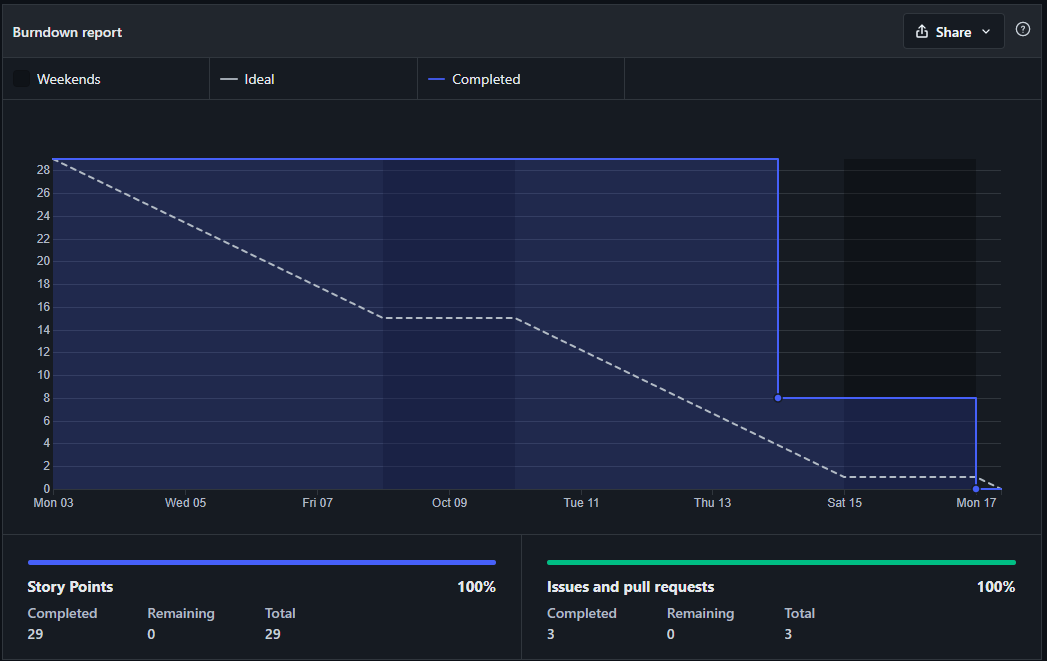 Burndown report
Share
Weekends
Ideal
Completed
28
26
24
22
20
18
16
14
12
10
8
6
4
2
0
Mon 03 Wed 05 Fri 07 Oct 09 Tue 11 Thu 13 Sat 15 Mon 17
Story Points 100%
Completed Remaining Total
29 0 29
Issues and pull requests 100%
Completed Remaining Total
3 0 3